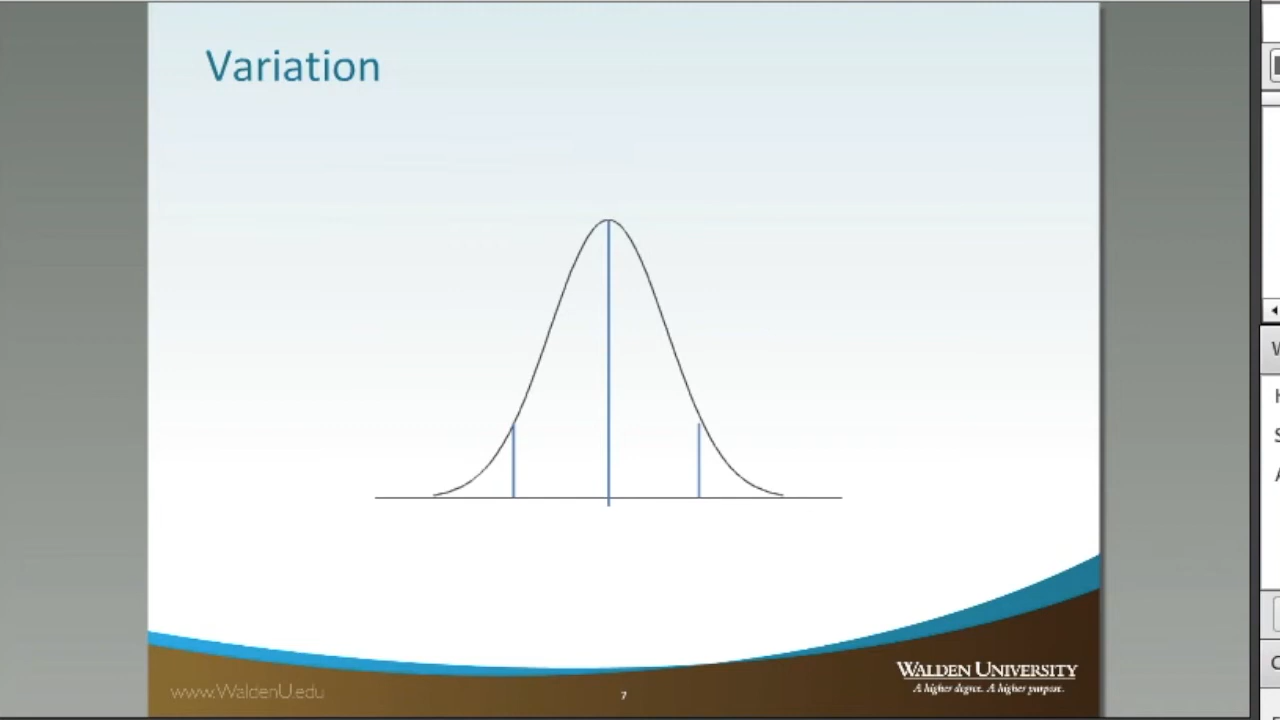 Variation
WALDEN UNIVERSITY
A higher degree. A higher purpose.
www.WaldenU.edu
7